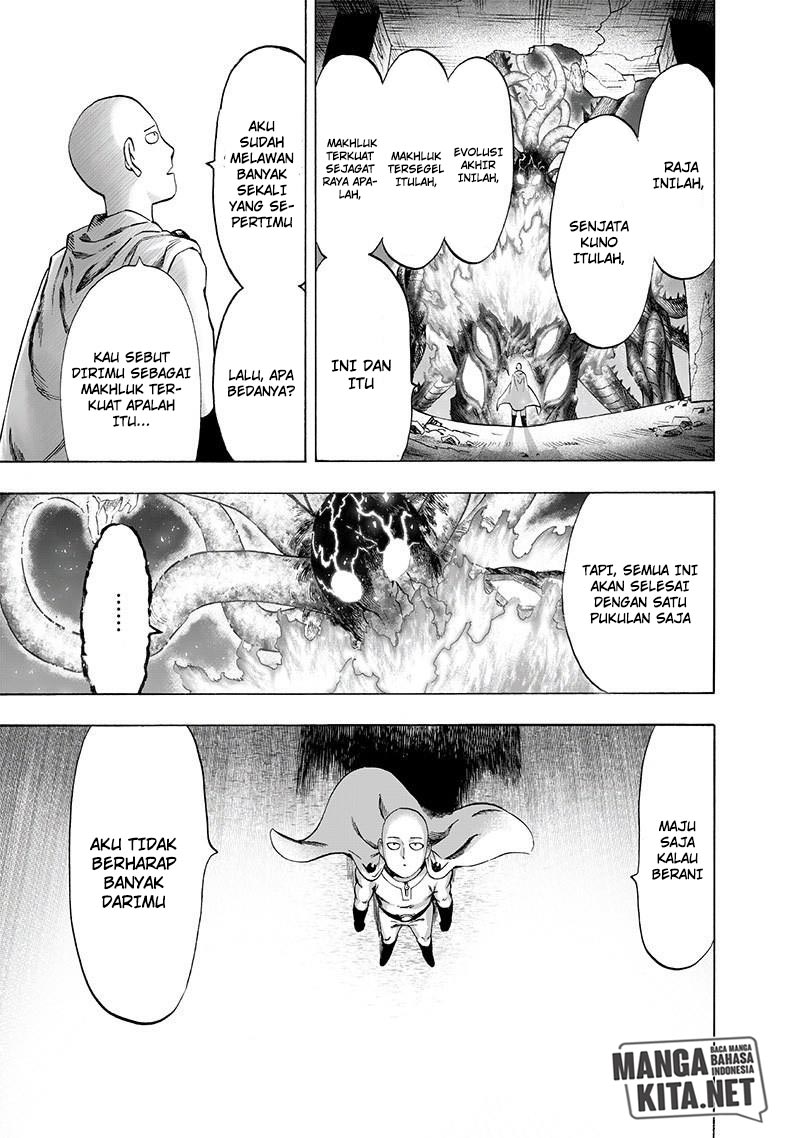 RAJA
INILAH,
SENJATA
KUNO
ITULAH,
EVOLUSI
AKHIR
INILAH,
MAKHLUK
TERSEGEL
ITULAH,
MAKHLUK
TERKUAT
SEJAGAT
RAYA APA-
LAH,
INI DAN
ITU
AKU
SUDAH
MELAWAN
BANYAK
SEKALI
YANG SE-
PERTIMU
LALU, APA
BEDANYA?
KAU SEBUT
DIRIMU SEBAGAI
MAKHLUK TER-
KUAT APALAH
ITU...
TAPI, SEMUA INI
AKAN SELESAI
DENGAN SATU
PUKULAN SAJA
......
MAJU
SAJA
KALAU
BERANI
AKU TIDAK
BERHARAP
BANYAK
DARIMU
MANGA
KITA.NET
BACA MANGA
BAHASA
INDONESIA